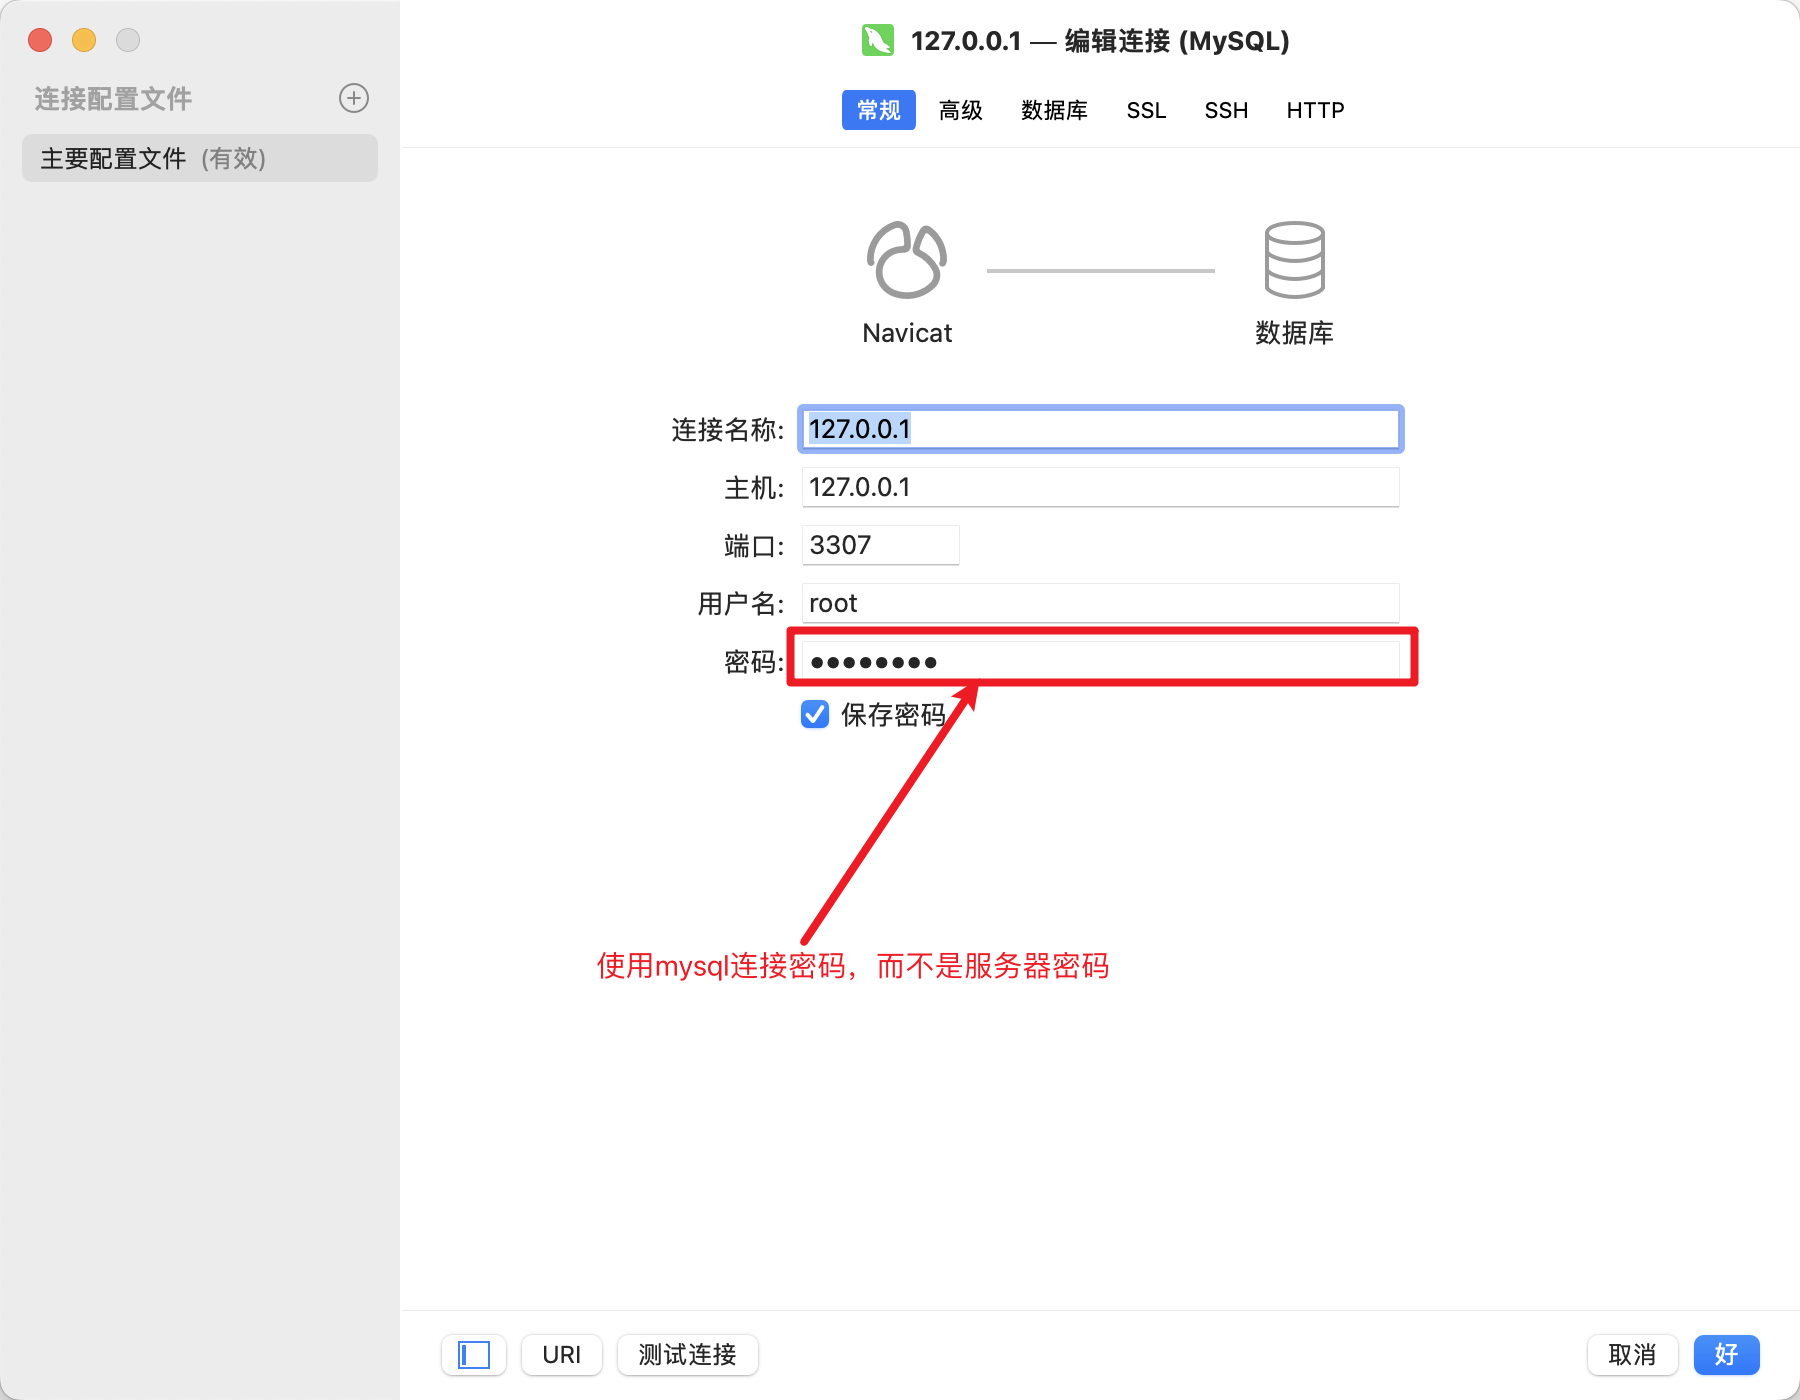 127.0.0.1 — 编辑连接 (MySQL)
连接配置文件
主要配置文件 (有效)
常规 高级 数据库 SSL SSH HTTP
Navicat 数据库
连接名称: 127.0.0.1
主机: 127.0.0.1
端口: 3307
用户名: root
密码: ●●●●●●●●
保存密码
使用mysql连接密码，而不是服务器密码
URI 测试连接 取消 好